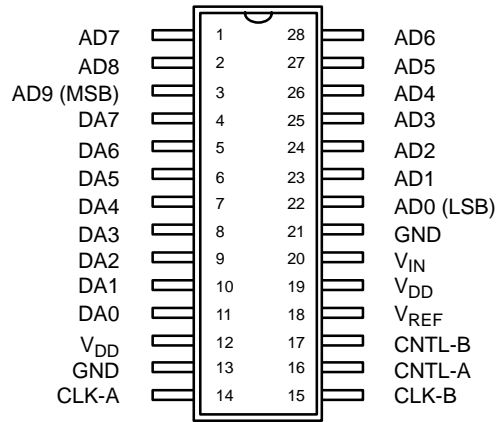 AD7 1 28 AD6
AD8 2 27 AD5
AD9 (MSB) 3 26 AD4
DA7 4 25 AD3
DA6 5 24 AD2
DA5 6 23 AD1
DA4 7 22 AD0 (LSB)
DA3 8 21 GND
DA2 9 20 VIN
DA1 10 19 VDD
DA0 11 18 VREF
VDD 12 17 CNTL-B
GND 13 16 CNTL-A
CLK-A 14 15 CLK-B